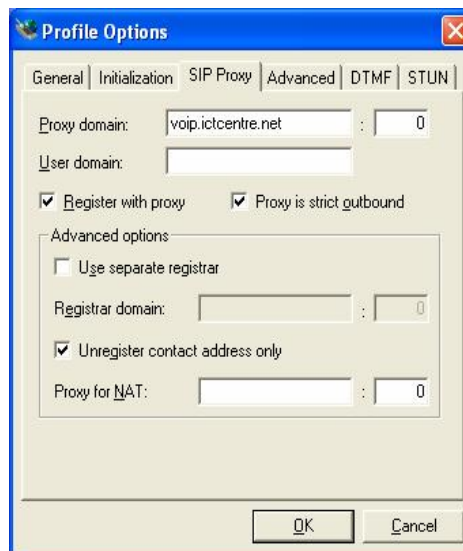 Profile Options
General Initialization SIP Proxy Advanced DTMF STUN
Proxy domain: voip.ictcentre.net : 0
User domain:
Register with proxy Proxy is strict outbound
Advanced options
Use separate registrar
Registrar domain: : 0
Unregister contact address only
Proxy for NAT: : 0
OK Cancel